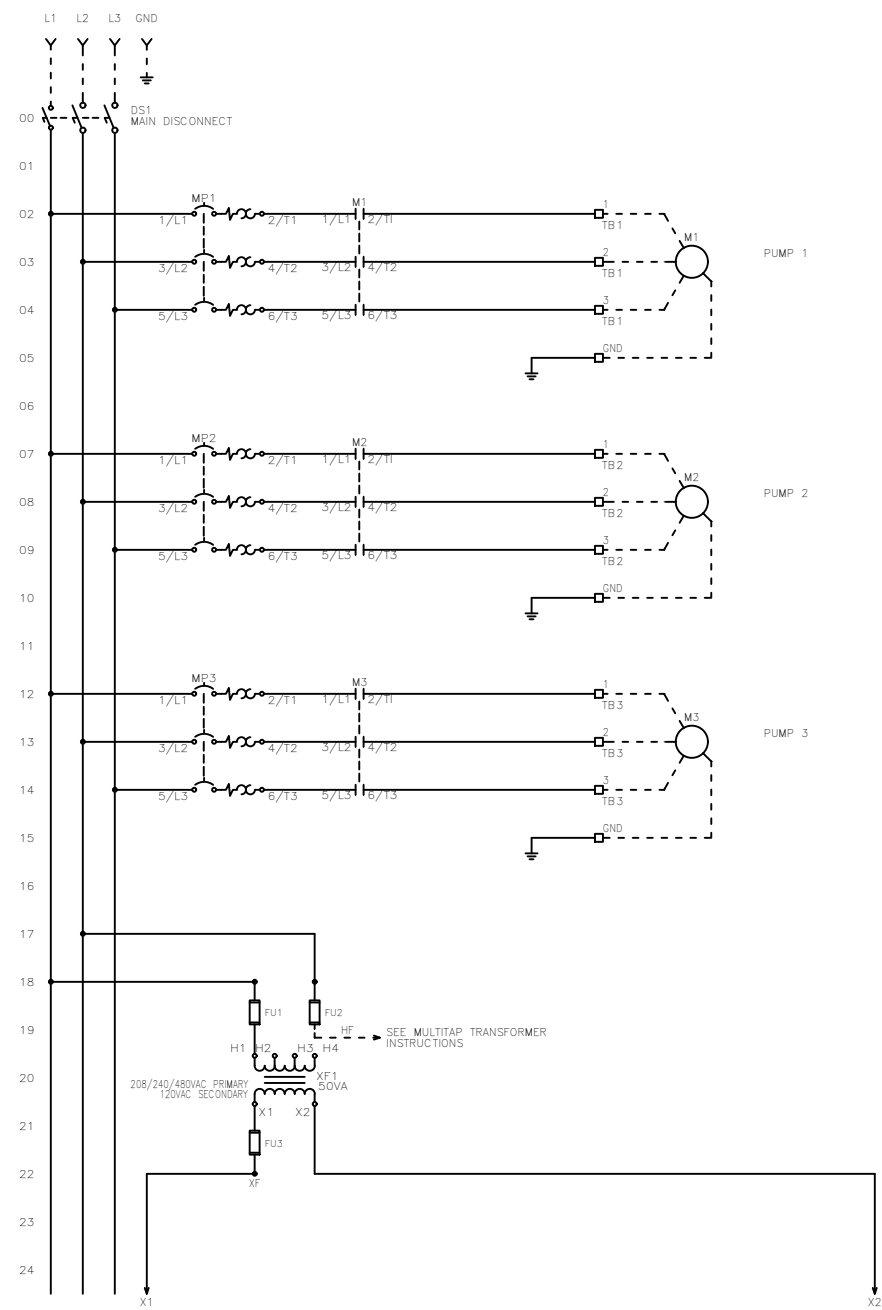 L1 L2 L3 GND
DS1
00 MAIN DISCONNECT
01
MP1 M1 1
02 1/L1 2/T1 1/L1 2/TI TB1
M1
2 PUMP 1
03 3/L2 4/T2 3/L2 4/T2 TB1
3
04 5/L3 6/T3 5/L3 6/T3 TB1
GND
05
06
MP2 M2 1
07 1/L1 2/T1 1/L1 2/TI TB2
M2
2 PUMP 2
08 3/L2 4/T2 3/L2 4/T2 TB2
3
09 5/L3 6/T3 5/L3 6/T3 TB2
GND
10
11
MP3 M3 1
12 1/L1 2/T1 1/L1 2/TI TB3
M3
2 PUMP 3
13 3/L2 4/T2 3/L2 4/T2 TB3
3
14 5/L3 6/T3 5/L3 6/T3 TB3
GND
15
16
17
18
FU1 FU2
19 HF SEE MULTITAP TRANSFORMER
INSTRUCTIONS
H1 H2 H3 H4
20 XF1
208/240/480VAC PRIMARY 50VA
120VAC SECONDARY
X1 X2
21
FU3
22
XF
23
24
X1 X2